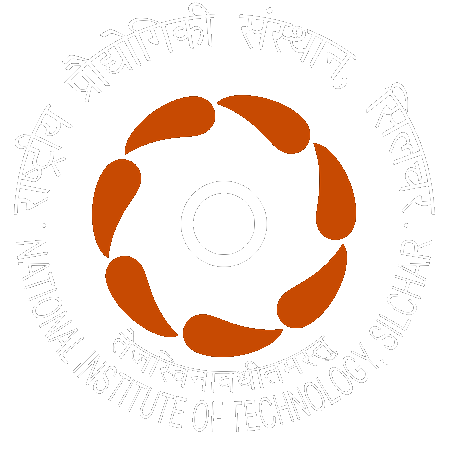 राष्ट्रीय प्रौद्योगिकी संस्थान, सिलचर
NATIONAL INSTITUTE OF TECHNOLOGY, SILCHAR